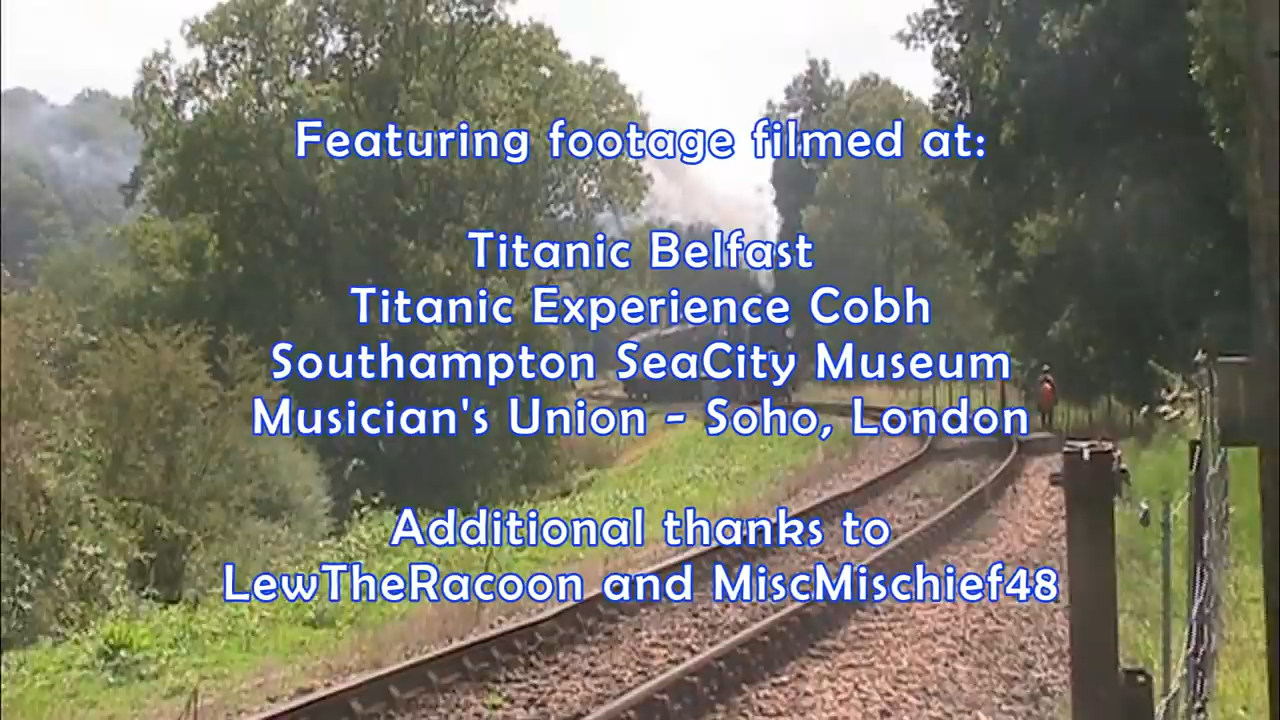 Featuring footage filmed at:
Titanic Belfast
Titanic Experience Cobh
Southampton SeaCity Museum
Musician's Union - Soho, London
Additional thanks to
LewTheRacoon and MiscMischief48